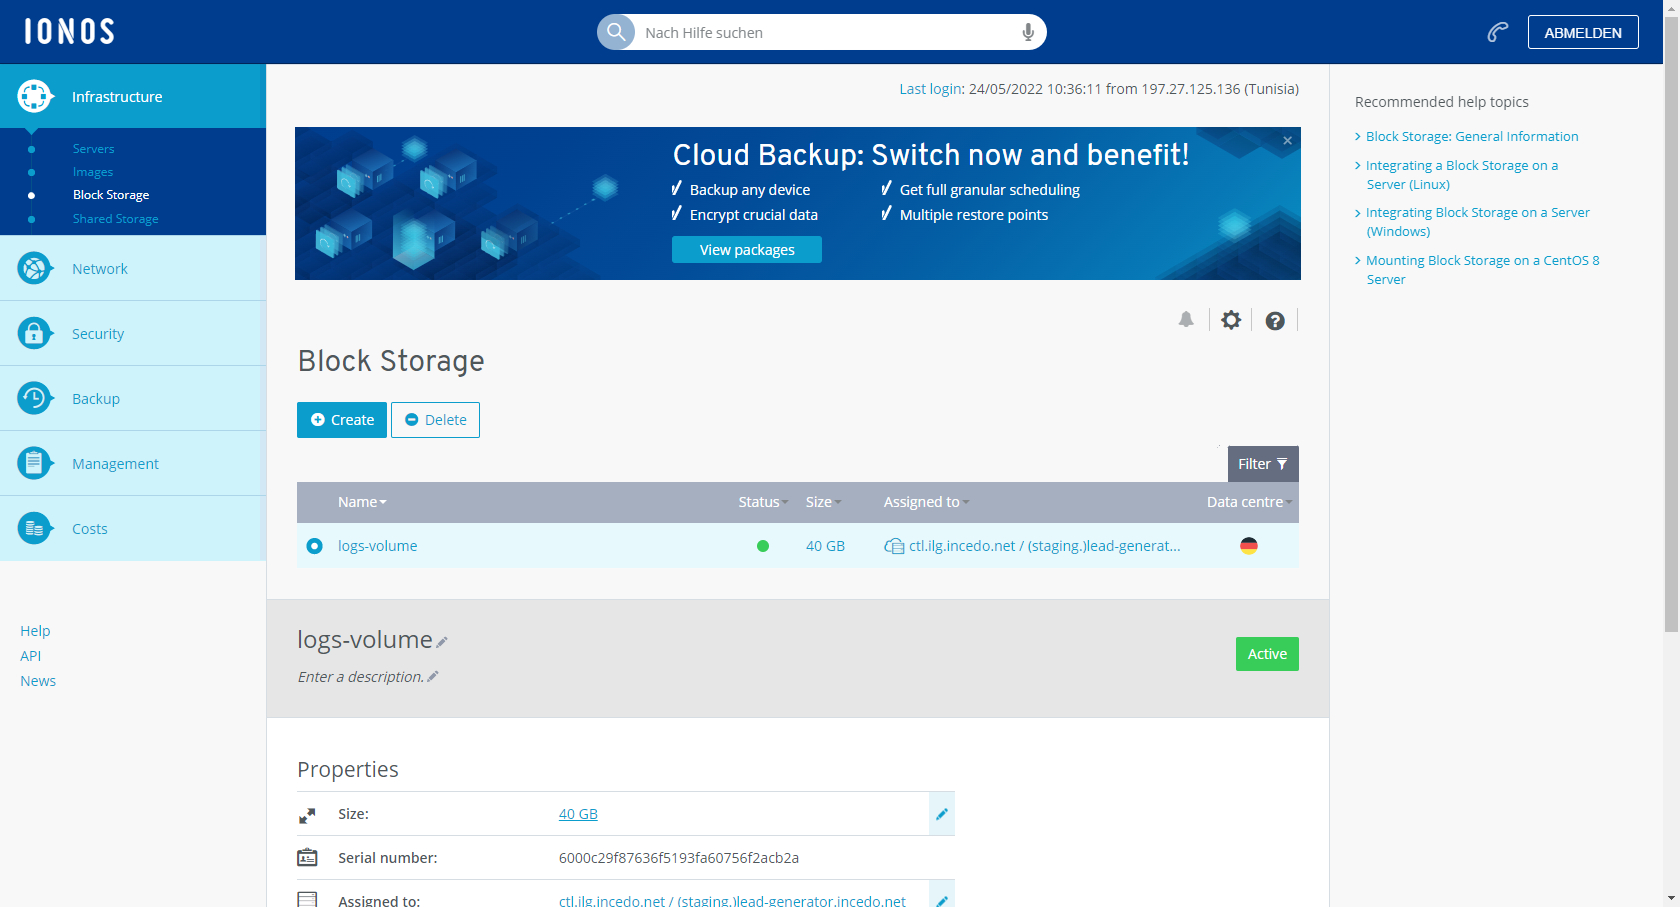 IONOS
Nach Hilfe suchen
ABMELDEN
Infrastructure
Servers
Images
Block Storage
Shared Storage
Network
Security
Backup
Management
Costs
Help
API
News
Last login: 24/05/2022 10:36:11 from 197.27.125.136 (Tunisia)
Cloud Backup: Switch now and benefit!
Backup any device
Get full granular scheduling
Encrypt crucial data
Multiple restore points
View packages
Block Storage
Create
Delete
Filter
Name Status Size Assigned to Data centre
logs-volume 40 GB ctl.ilg.incedo.net / (staging.)lead-generat...
logs-volume
Enter a description.
Active
Properties
Size: 40 GB
Serial number: 6000c29f87636f5193fa60756f2acb2a
Assigned to: ctl.ilg.incedo.net / (staging.)lead-generator.incedo.net
Recommended help topics
Block Storage: General Information
Integrating a Block Storage on a
Server (Linux)
Integrating Block Storage on a Server
(Windows)
Mounting Block Storage on a CentOS 8
Server